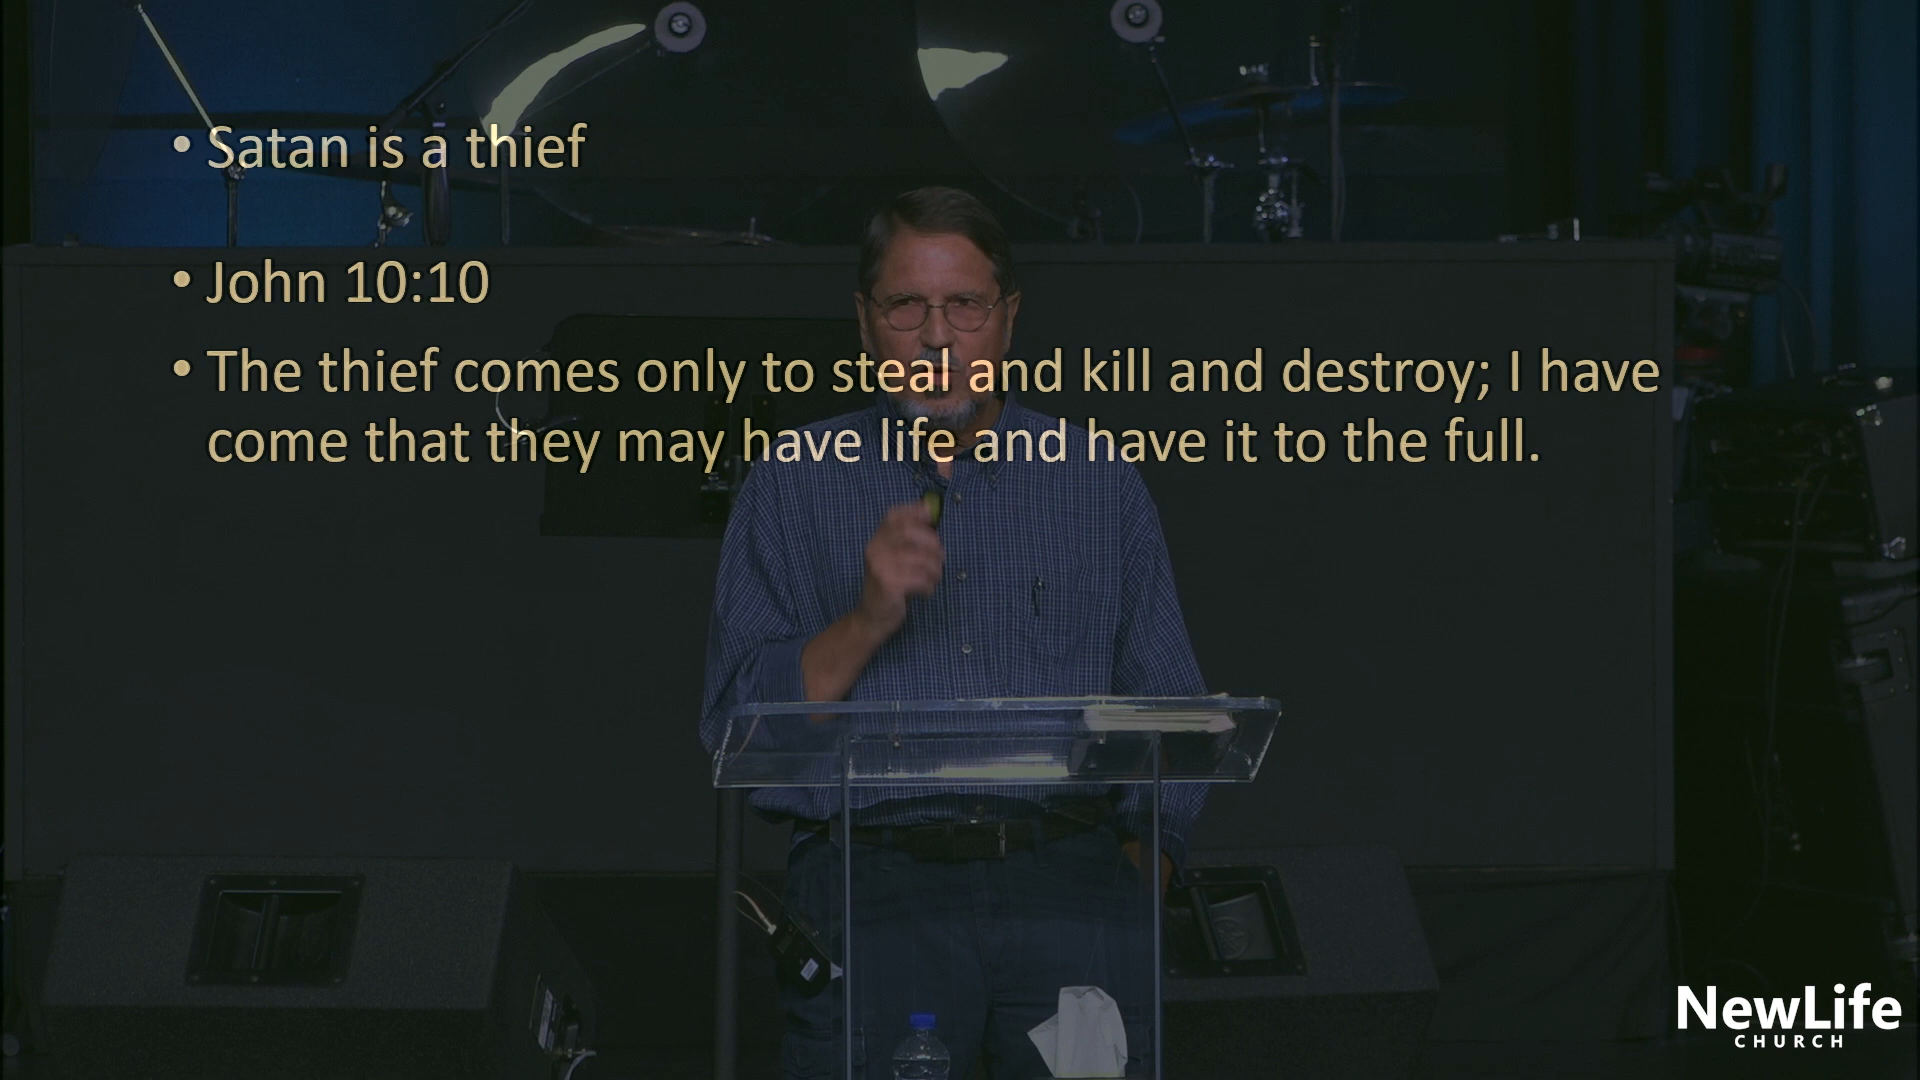 • Satan is a thief
• John 10:10
• The thief comes only to steal and kill and destroy; I have
come that they may have life and have it to the full.
NewLife
CHURCH